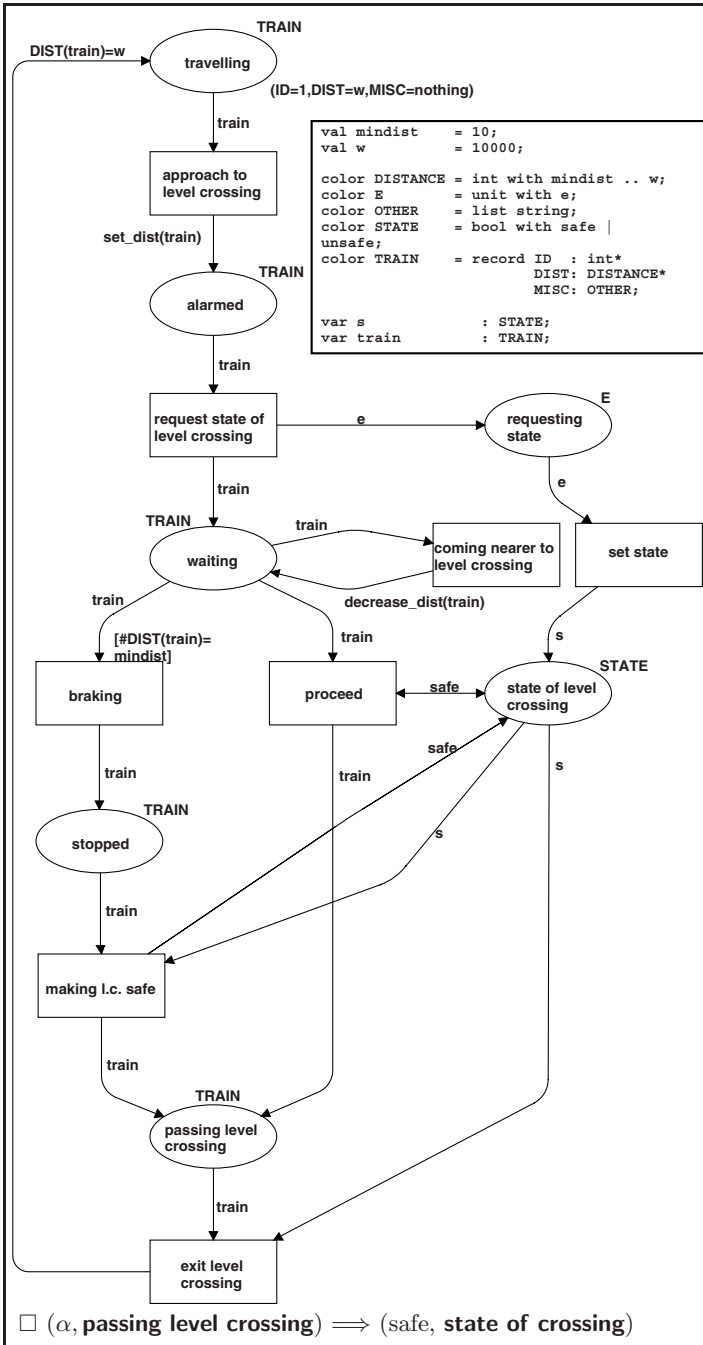 TRAIN
DIST(train)=w
travelling
(ID=1,DIST=w,MISC=nothing)
train
val mindist = 10;
val w = 10000;
color DISTANCE = int with mindist .. w;
color E = unit with e;
color OTHER = list string;
color STATE = bool with safe |
unsafe;
color TRAIN = record ID : int*
DIST: DISTANCE*
MISC: OTHER;
var s : STATE;
var train : TRAIN;
approach to
level crossing
set_dist(train)
TRAIN
alarmed
train
request state of
level crossing
e
E
requesting
state
train
e
TRAIN
waiting
train
coming nearer to
level crossing
set state
decrease_dist(train)
train
train
[#DIST(train)=
mindist]
s
braking
proceed
safe
STATE
state of level
crossing
train
safe
train
s
TRAIN
stopped
s
train
making l.c. safe
train
TRAIN
passing level
crossing
train
exit level
crossing
□ (α, passing level crossing) ⟹ (safe, state of crossing)